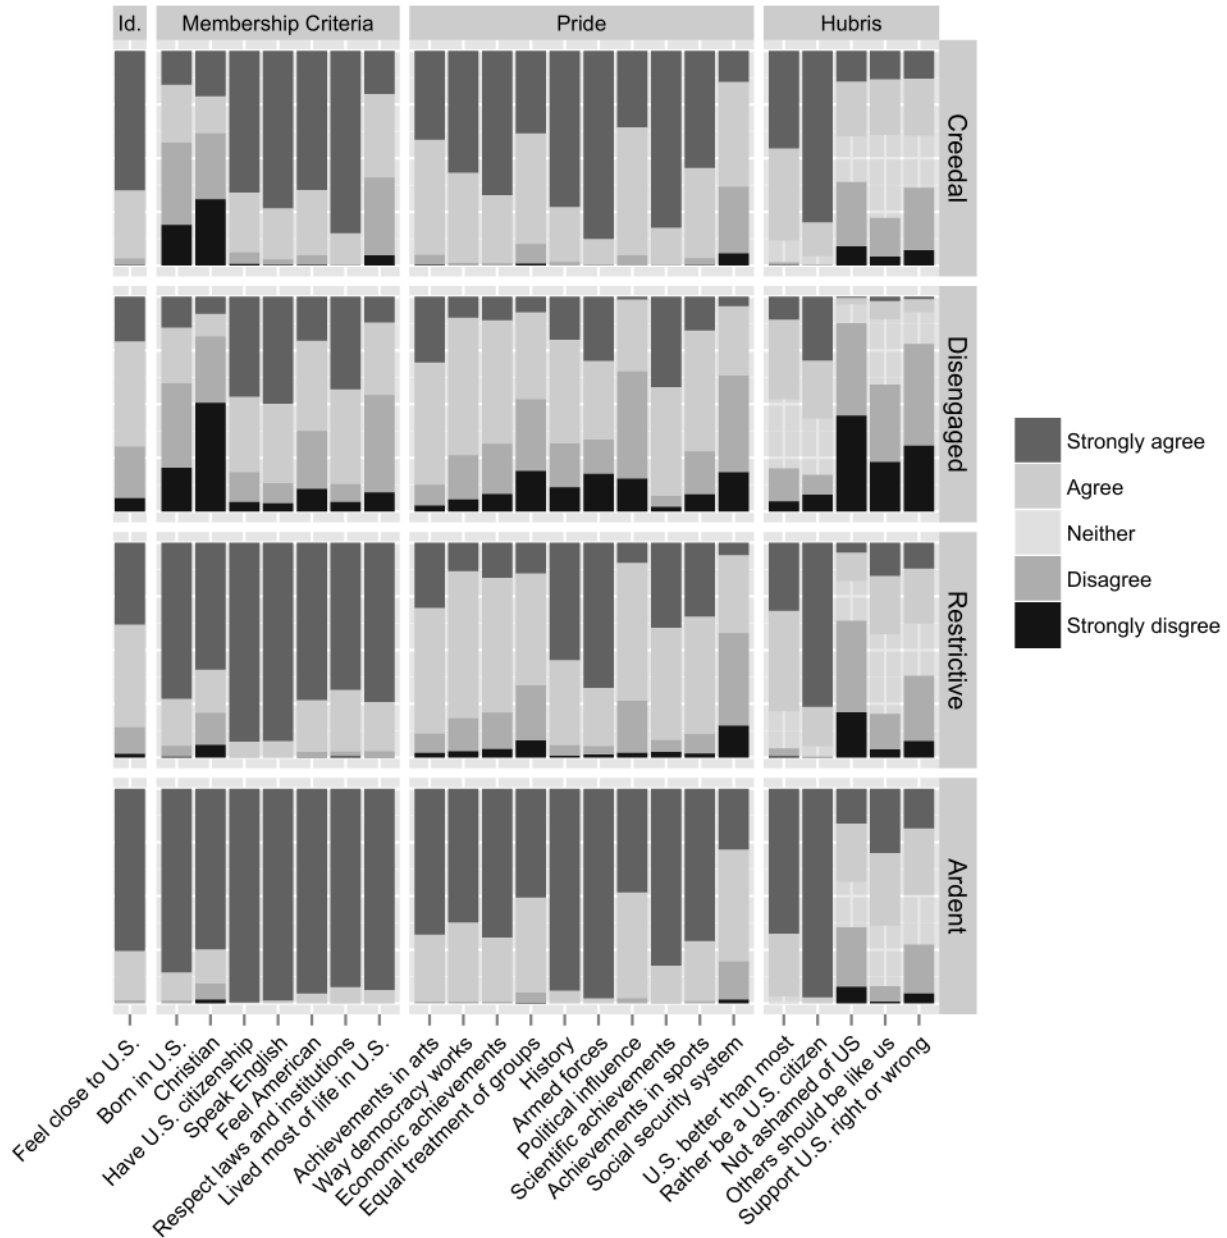 Id.
Membership Criteria
Pride
Hubris
Creedal
Disengaged
Restrictive
Ardent
Strongly agree
Agree
Neither
Disagree
Strongly disgree
Feel close to U.S.
Born in U.S.
Christian
Have U.S. citizenship
Speak English
Feel American
Respect laws and institutions
Lived most of life in U.S.
Achievements in arts
Way democracy works
Economic achievements
Equal treatment of groups
History
Armed forces
Political influence
Scientific achievements
Achievements in sports
Social security system
U.S. better than most
Rather be a U.S. citizen
Not ashamed of US
Others should be like us
Support U.S. right or wrong